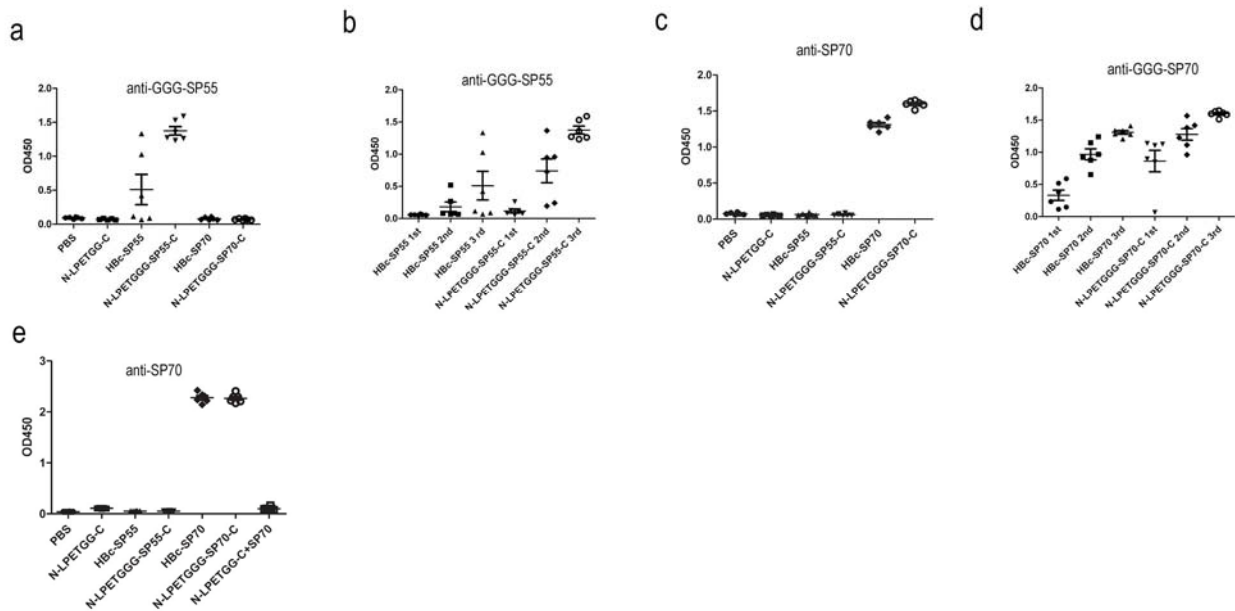 a
anti-GGG-SP55
2.0
1.5
1.0
0.5
0.0
OD450
PBS
N-LPETGG-C
HBc-SP55
N-LPETGGG-SP55-C
HBc-SP70
N-LPETGGG-SP70-C
b
anti-GGG-SP55
2.0
1.5
1.0
0.5
0.0
OD450
HBc-SP55 1st
HBc-SP55 2nd
HBc-SP55 3 rd
N-LPETGGG-SP55-C 1st
N-LPETGGG-SP55-C 2nd
N-LPETGGG-SP55-C 3rd
c
anti-SP70
2.0
1.5
1.0
0.5
0.0
OD450
PBS
N-LPETGG-C
HBc-SP55
N-LPETGGG-SP55-C
HBc-SP70
N-LPETGGG-SP70-C
d
anti-GGG-SP70
2.0
1.5
1.0
0.5
0.0
OD450
HBc-SP70 1st
HBc-SP70 2nd
HBc-SP70 3rd
N-LPETGGG-SP70-C 1st
N-LPETGGG-SP70-C 2nd
N-LPETGGG-SP70-C 3rd
e
anti-SP70
3
2
1
0
OD450
PBS
N-LPETGG-C
HBc-SP55
N-LPETGGG-SP55-C
HBc-SP70
N-LPETGGG-SP70-C
N-LPETGG-C+SP70